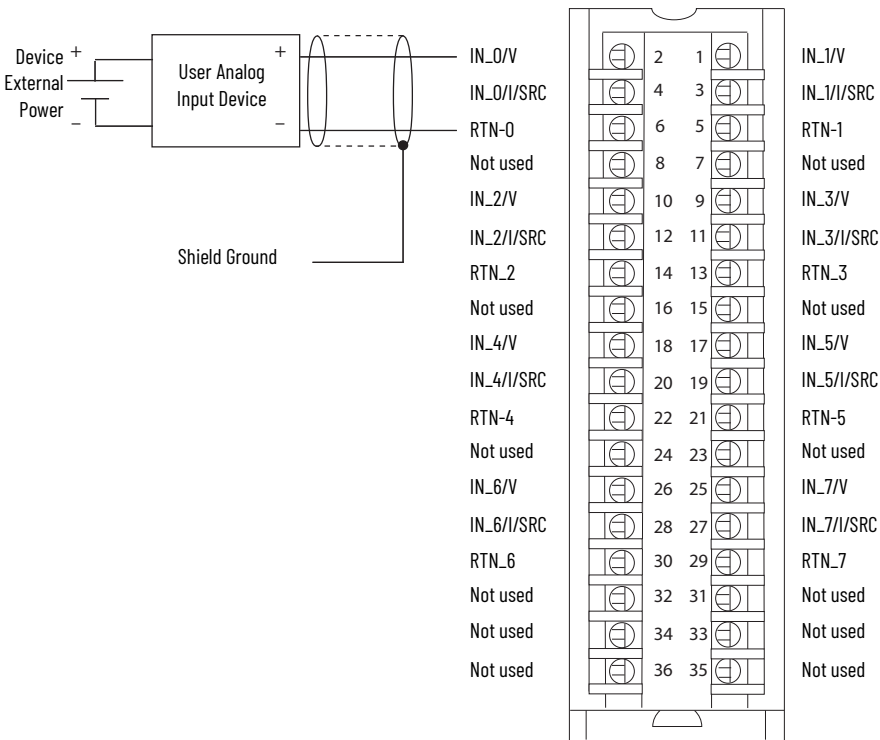 Device +
External
Power
–
+
User Analog
Input Device
–
Shield Ground
IN_0/V 2 1 IN_1/V
IN_0/I/SRC 4 3 IN_1/I/SRC
RTN-0 6 5 RTN-1
Not used 8 7 Not used
IN_2/V 10 9 IN_3/V
IN_2/I/SRC 12 11 IN_3/I/SRC
RTN_2 14 13 RTN_3
Not used 16 15 Not used
IN_4/V 18 17 IN_5/V
IN_4/I/SRC 20 19 IN_5/I/SRC
RTN-4 22 21 RTN-5
Not used 24 23 Not used
IN_6/V 26 25 IN_7/V
IN_6/I/SRC 28 27 IN_7/I/SRC
RTN_6 30 29 RTN_7
Not used 32 31 Not used
Not used 34 33 Not used
Not used 36 35 Not used